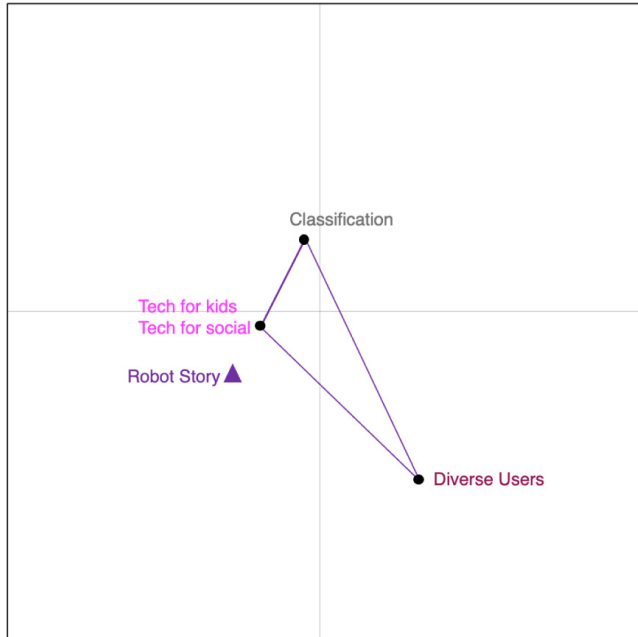 Classification
Tech for kids
Tech for social
Robot Story
Diverse Users